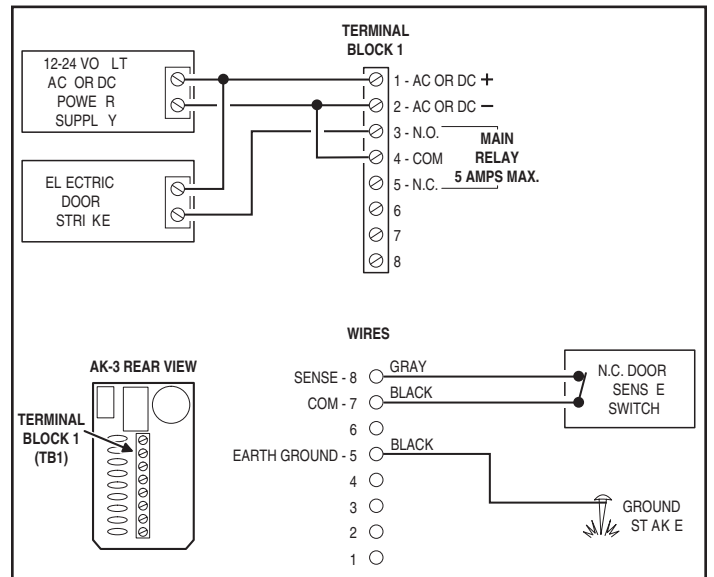 TERMINAL
BLOCK 1
12-24 VO LT
AC OR DC
POWE R
SUPPL Y
1 - AC OR DC +
2 - AC OR DC −
3 - N.O.
4 - COM
5 - N.C.
6
7
8
MAIN
RELAY
5 AMPS MAX.
EL ECTRIC
DOOR
STRI KE
WIRES
AK-3 REAR VIEW
TERMINAL
BLOCK 1
(TB1)
SENSE - 8 GRAY
COM - 7 BLACK
6
EARTH GROUND - 5 BLACK
4
3
2
1
N.C. DOOR
SENS E
SWITCH
GROUND
ST AK E